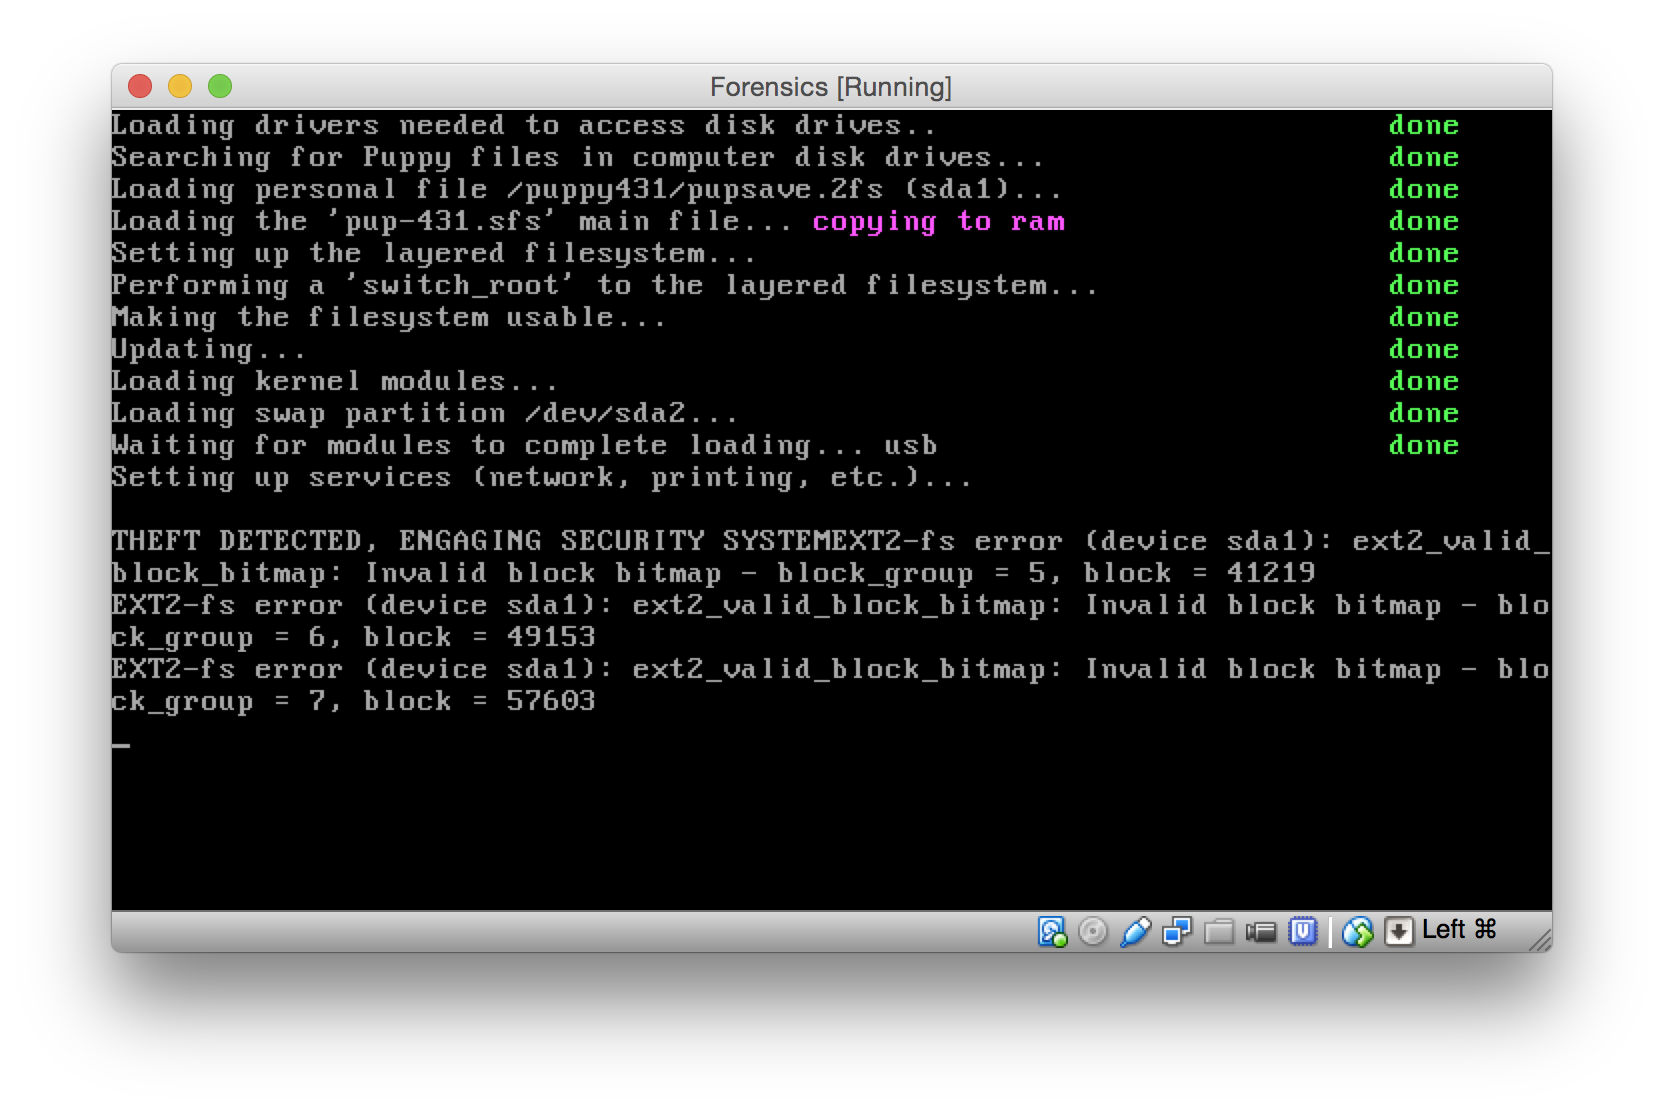 Forensics [Running]
Loading drivers needed to access disk drives.. done
Searching for Puppy files in computer disk drives... done
Loading personal file /puppy431/pupsave.2fs (sda1)... done
Loading the 'pup-431.sfs' main file... copying to ram done
Setting up the layered filesystem... done
Performing a 'switch_root' to the layered filesystem... done
Making the filesystem usable... done
Updating... done
Loading kernel modules... done
Loading swap partition /dev/sda2... done
Waiting for modules to complete loading... usb done
Setting up services (network, printing, etc.)...
THEFT DETECTED, ENGAGING SECURITY SYSTEMEXT2-fs error (device sda1): ext2_valid_
block_bitmap: Invalid block bitmap - block_group = 5, block = 41219
EXT2-fs error (device sda1): ext2_valid_block_bitmap: Invalid block bitmap - blo
ck_group = 6, block = 49153
EXT2-fs error (device sda1): ext2_valid_block_bitmap: Invalid block bitmap - blo
ck_group = 7, block = 57603
_
Left ⌘